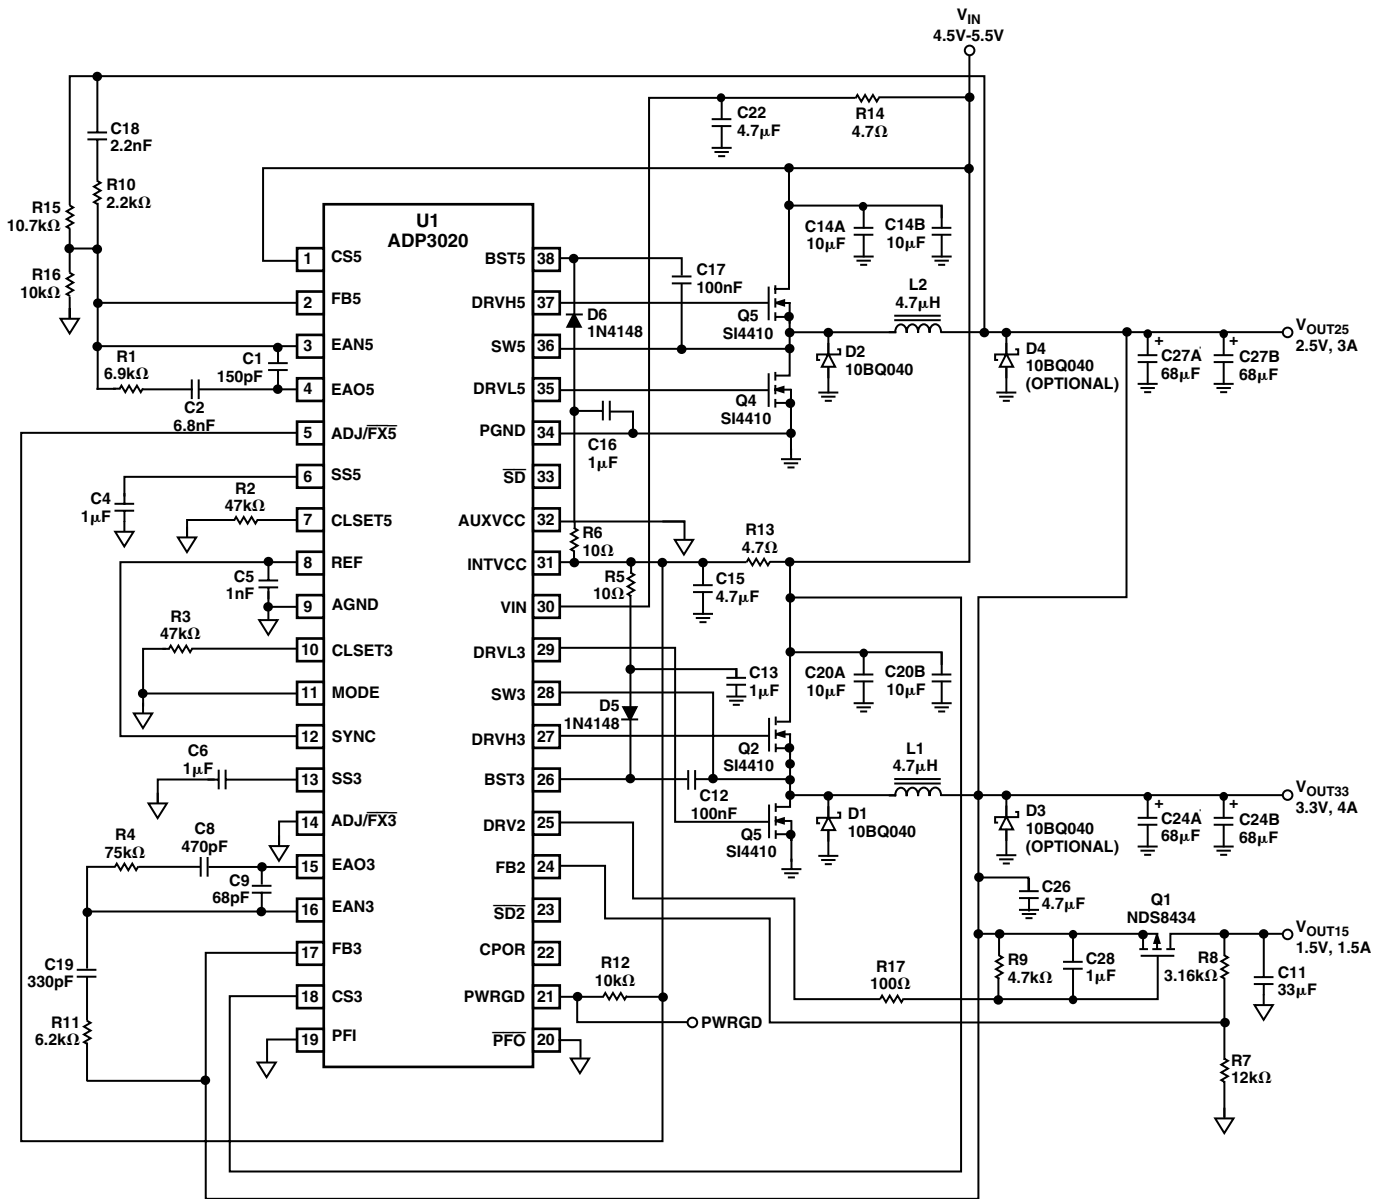 VIN
4.5V-5.5V
C22
4.7μF
R14
4.7Ω
C18
2.2nF
R10
2.2kΩ
R15
10.7kΩ
R16
10kΩ
U1
ADP3020
1 CS5
2 FB5
3 EAN5
4 EAO5
5 ADJ/FX5
6 SS5
7 CLSET5
8 REF
9 AGND
10 CLSET3
11 MODE
12 SYNC
13 SS3
14 ADJ/FX3
15 EAO3
16 EAN3
17 FB3
18 CS3
19 PFI
BST5 38
DRVH5 37
SW5 36
DRVL5 35
PGND 34
SD 33
AUXVCC 32
INTVCC 31
VIN 30
DRVL3 29
SW3 28
DRVH3 27
BST3 26
DRV2 25
FB2 24
SD2 23
CPOR 22
PWRGD 21
PFO 20
R1
6.9kΩ
C1
150pF
C2
6.8nF
C4
1μF
R2
47kΩ
C5
1nF
R3
47kΩ
C6
1μF
R4
75kΩ
C8
470pF
C9
68pF
C19
330pF
R11
6.2kΩ
C17
100nF
D6
1N4148
C16
1μF
R6
10Ω
R5
10Ω
R13
4.7Ω
C15
4.7μF
C13
1μF
D5
1N4148
C12
100nF
R12
10kΩ
PWRGD
C14A
10μF
C14B
10μF
Q5
SI4410
L2
4.7μH
D2
10BQ040
Q4
SI4410
D4
10BQ040
(OPTIONAL)
C27A
68μF
C27B
68μF
VOUT25
2.5V, 3A
C20A
10μF
C20B
10μF
Q2
SI4410
L1
4.7μH
Q5
SI4410
D1
10BQ040
D3
10BQ040
(OPTIONAL)
C24A
68μF
C24B
68μF
VOUT33
3.3V, 4A
C26
4.7μF
Q1
NDS8434
VOUT15
1.5V, 1.5A
R17
100Ω
R9
4.7kΩ
C28
1μF
R8
3.16kΩ
C11
33μF
R7
12kΩ